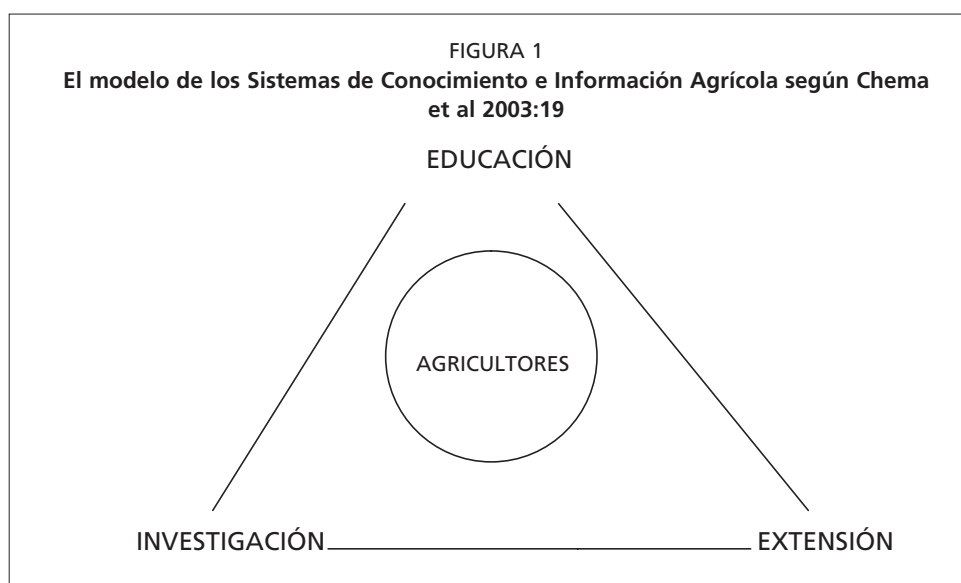 FIGURA 1
El modelo de los Sistemas de Conocimiento e Información Agrícola según Chema
et al 2003:19
EDUCACIÓN
AGRICULTORES
INVESTIGACIÓN
EXTENSIÓN